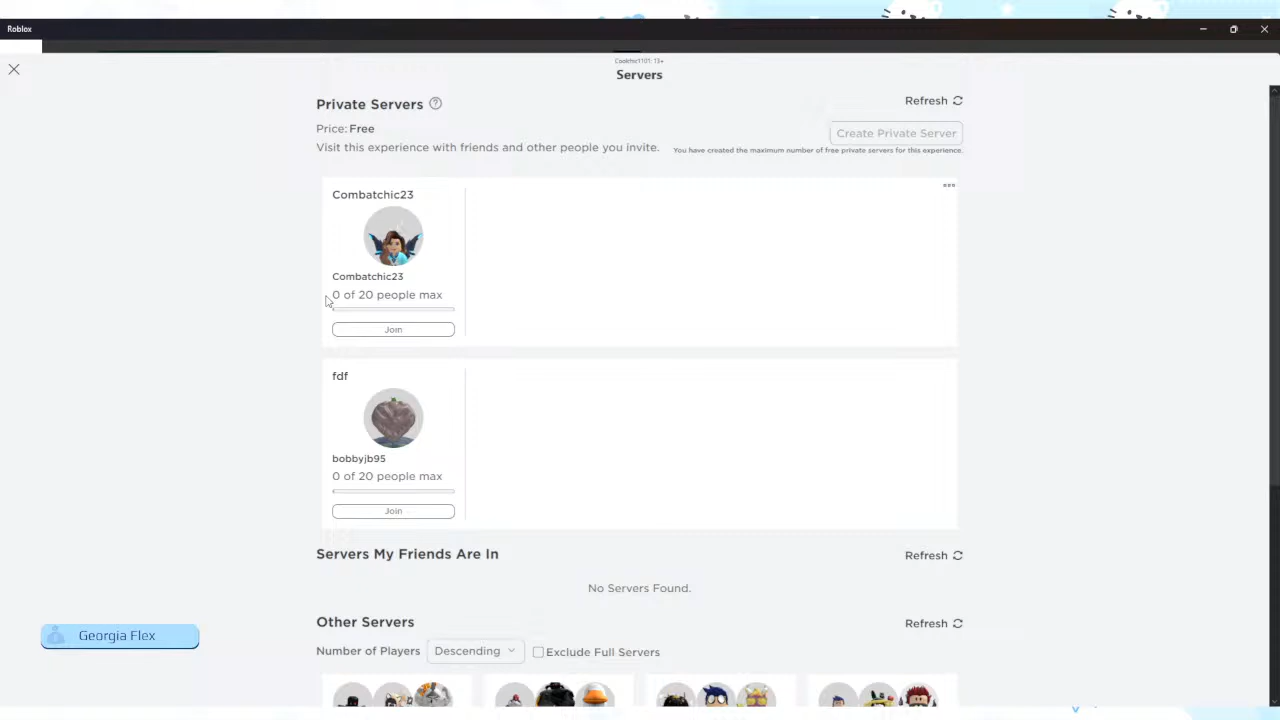 Roblox
Cookhic1101: 13+
Servers
Private Servers
Refresh
Price: Free
Create Private Server
Visit this experience with friends and other people you invite.
You have created the maximum number of free private servers for this experience.
Combatchic23
Combatchic23
0 of 20 people max
Join
fdf
bobbyjb95
0 of 20 people max
Join
Servers My Friends Are In
Refresh
No Servers Found.
Other Servers
Refresh
Georgia Flex
Number of Players Descending Exclude Full Servers